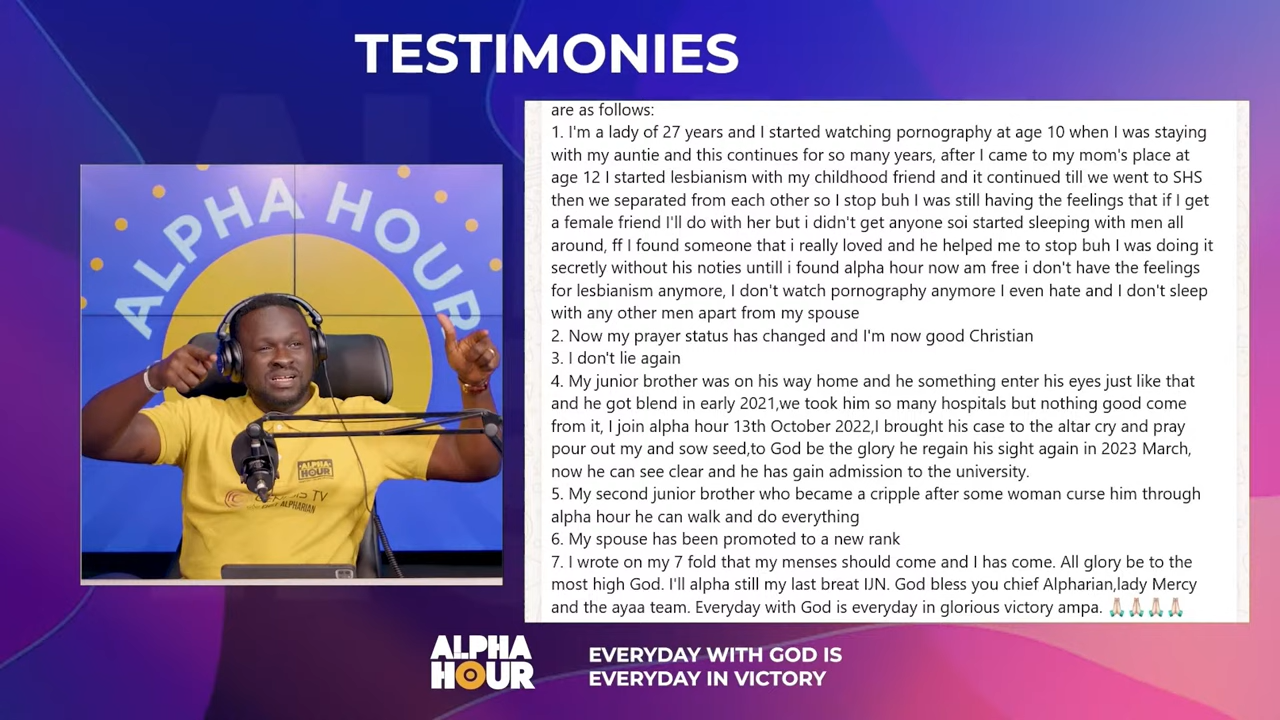 TESTIMONIES
are as follows:
1. I'm a lady of 27 years and I started watching pornography at age 10 when I was staying
with my auntie and this continues for so many years, after I came to my mom's place at
age 12 I started lesbianism with my childhood friend and it continued till we went to SHS
then we separated from each other so I stop buh I was still having the feelings that if I get
a female friend I'll do with her but i didn't get anyone soi started sleeping with men all
around, ff I found someone that i really loved and he helped me to stop buh I was doing it
secretly without his noties untill i found alpha hour now am free i don't have the feelings
for lesbianism anymore, I don't watch pornography anymore I even hate and I don't sleep
with any other men apart from my spouse
2. Now my prayer status has changed and I'm now good Christian
3. I don't lie again
4. My junior brother was on his way home and he something enter his eyes just like that
and he got blend in early 2021,we took him so many hospitals but nothing good come
from it, I join alpha hour 13th October 2022,I brought his case to the altar cry and pray
pour out my and sow seed,to God be the glory he regain his sight again in 2023 March,
now he can see clear and he has gain admission to the university.
5. My second junior brother who became a cripple after some woman curse him through
alpha hour he can walk and do everything
6. My spouse has been promoted to a new rank
7. I wrote on my 7 fold that my menses should come and I has come. All glory be to the
most high God. I'll alpha still my last breat IJN. God bless you chief Alpharian,lady Mercy
and the ayaa team. Everyday with God is everyday in glorious victory ampa. 🙏🏻🙏🏻🙏🏻🙏🏻
ALPHA HOUR
ALPHA
HOUR
TV
ALPHARIAN
ALPHA
HOUR
EVERYDAY WITH GOD IS
EVERYDAY IN VICTORY